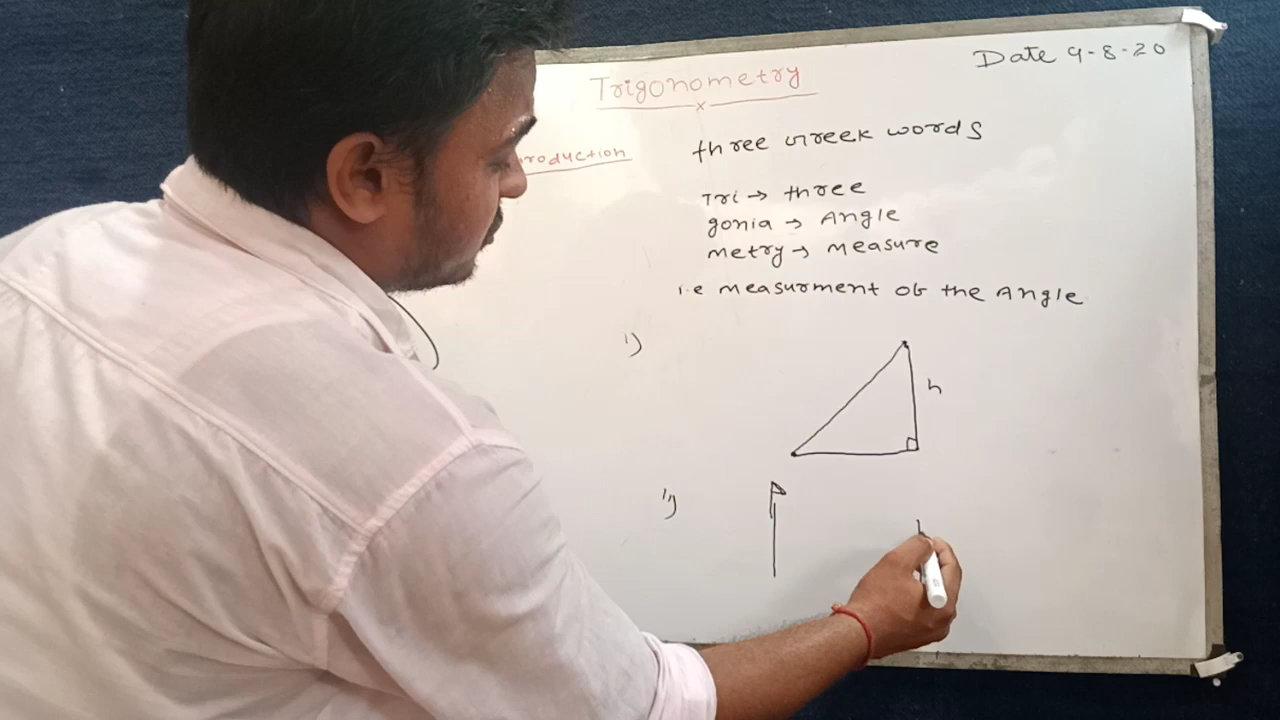 Date 9-8-20
Trigonometry
x
roduction
three Greek words
Tri → three
gonia → Angle
metry → measure
i.e measurment of the Angle
i)
h
ii)